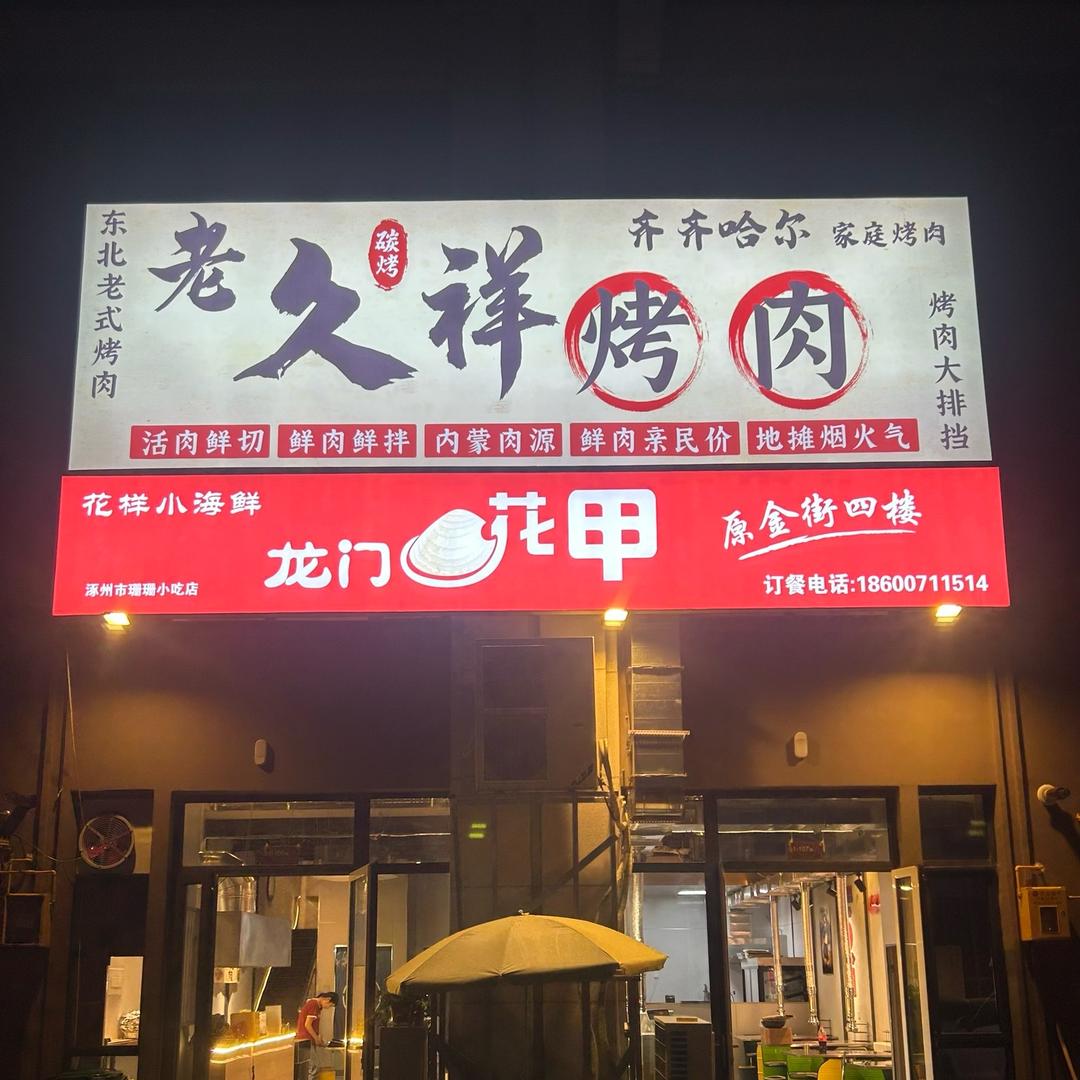 东北老式烤肉
老久祥烤肉
碳烤
齐齐哈尔 家庭烤肉
烤肉大排挡
活肉鲜切 鲜肉鲜拌 内蒙肉源 鲜肉亲民价 地摊烟火气
花样小海鲜
龙门花甲
原金街四楼
涿州市珊珊小吃店
订餐电话:18600711514